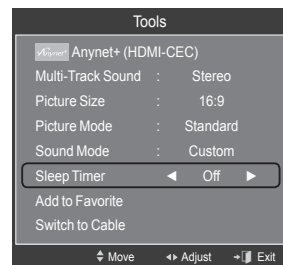 Tools
Anynet+ Anynet+ (HDMI-CEC)
Multi-Track Sound : Stereo
Picture Size : 16:9
Picture Mode : Standard
Sound Mode : Custom
Sleep Timer ◄ Off ►
Add to Favorite
Switch to Cable
Move Adjust Exit